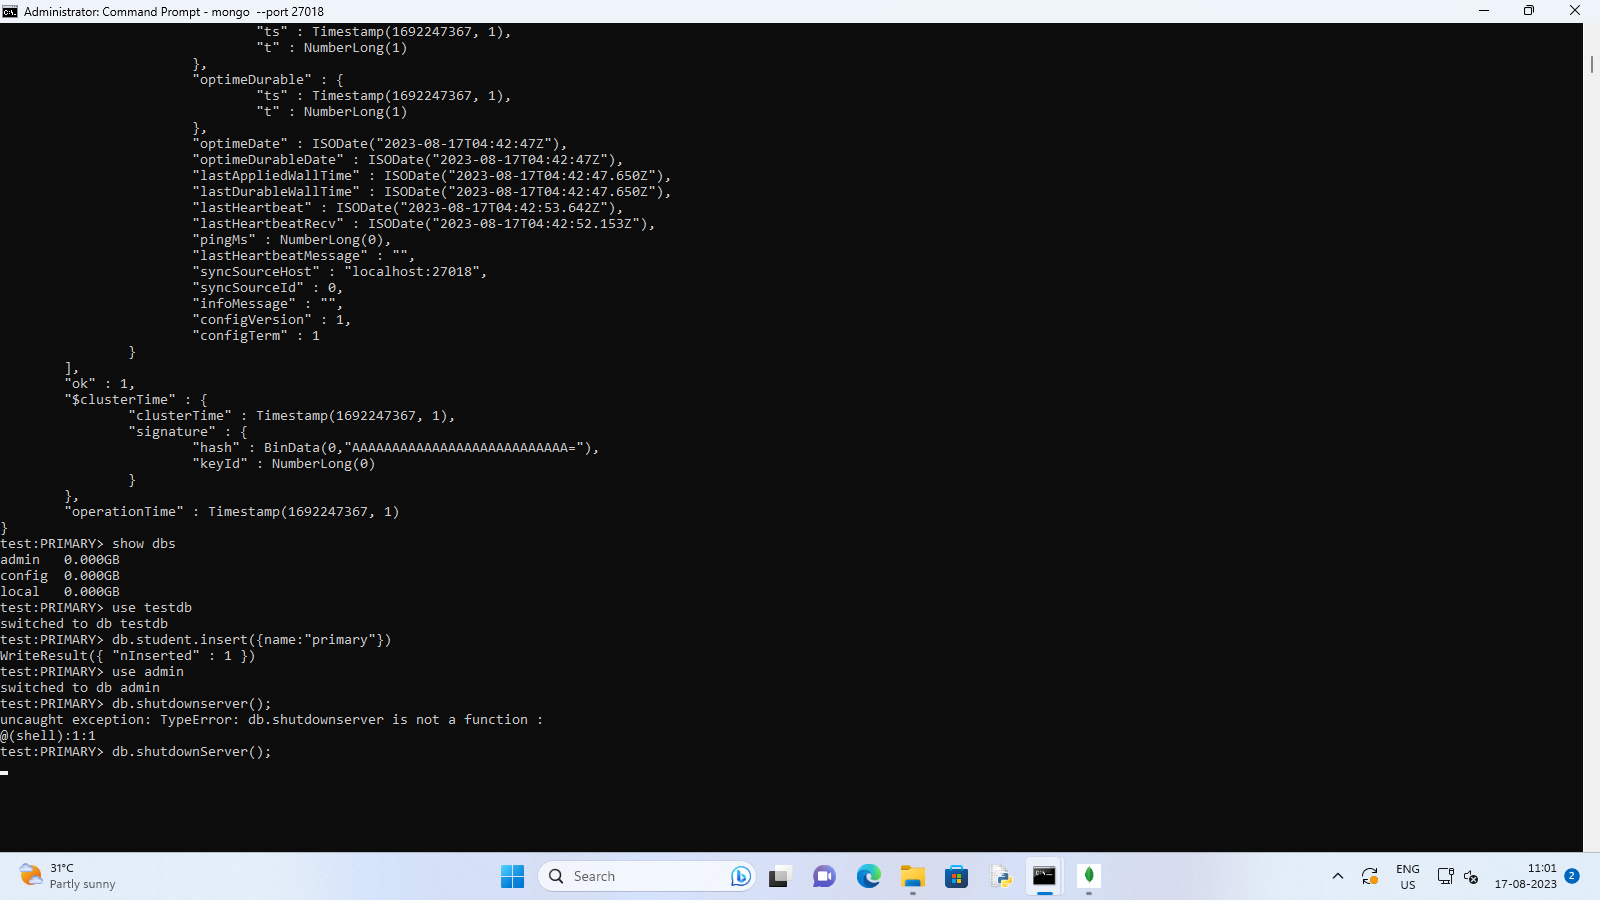 Administrator: Command Prompt - mongo  --port 27018
"ts" : Timestamp(1692247367, 1),
"t" : NumberLong(1)
},
"optimeDurable" : {
"ts" : Timestamp(1692247367, 1),
"t" : NumberLong(1)
},
"optimeDate" : ISODate("2023-08-17T04:42:47Z"),
"optimeDurableDate" : ISODate("2023-08-17T04:42:47Z"),
"lastAppliedWallTime" : ISODate("2023-08-17T04:42:47.650Z"),
"lastDurableWallTime" : ISODate("2023-08-17T04:42:47.650Z"),
"lastHeartbeat" : ISODate("2023-08-17T04:42:53.642Z"),
"lastHeartbeatRecv" : ISODate("2023-08-17T04:42:52.153Z"),
"pingMs" : NumberLong(0),
"lastHeartbeatMessage" : "",
"syncSourceHost" : "localhost:27018",
"syncSourceId" : 0,
"infoMessage" : "",
"configVersion" : 1,
"configTerm" : 1
}
],
"ok" : 1,
"$clusterTime" : {
"clusterTime" : Timestamp(1692247367, 1),
"signature" : {
"hash" : BinData(0,"AAAAAAAAAAAAAAAAAAAAAAAAAAA="),
"keyId" : NumberLong(0)
}
},
"operationTime" : Timestamp(1692247367, 1)
}
test:PRIMARY> show dbs
admin   0.000GB
config  0.000GB
local   0.000GB
test:PRIMARY> use testdb
switched to db testdb
test:PRIMARY> db.student.insert({name:"primary"})
WriteResult({ "nInserted" : 1 })
test:PRIMARY> use admin
switched to db admin
test:PRIMARY> db.shutdownserver();
uncaught exception: TypeError: db.shutdownserver is not a function :
@(shell):1:1
test:PRIMARY> db.shutdownServer();
31°C
Partly sunny
Search
ENG
US
11:01
17-08-2023
2